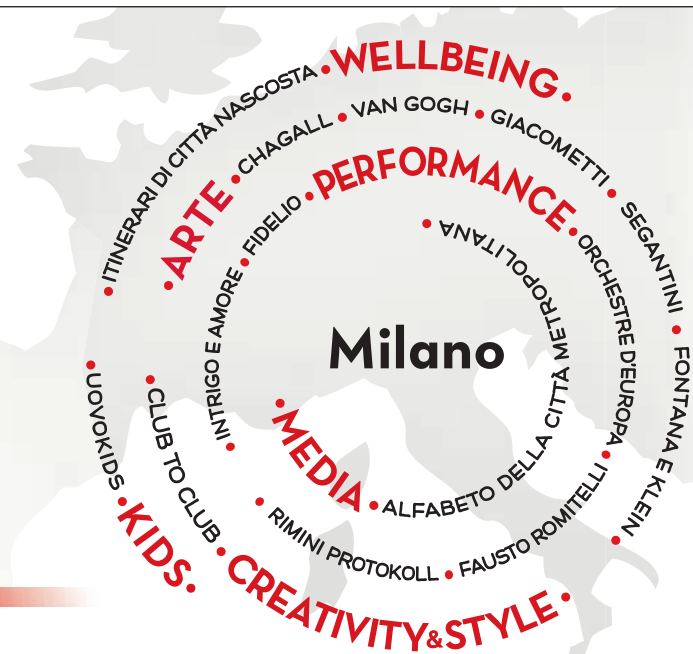 • ITINERARI DI CITTÀ NASCOSTA • WELLBEING •
• ARTE • CHAGALL • VAN GOGH • GIACOMETTI • SEGANTINI • FONTANA E KLEIN •
• INTRIGO E AMORE • FIDELIO • PERFORMANCE • ORCHESTRE D'EUROPA • FAUSTO ROMITELLI • RIMINI PROTOKOLL •
• MEDIA • ALFABETO DELLA CITTÀ METROPOLITANA •
Milano
• UOVOKIDS • KIDS •
• CLUB TO CLUB • CREATIVITY & STYLE •